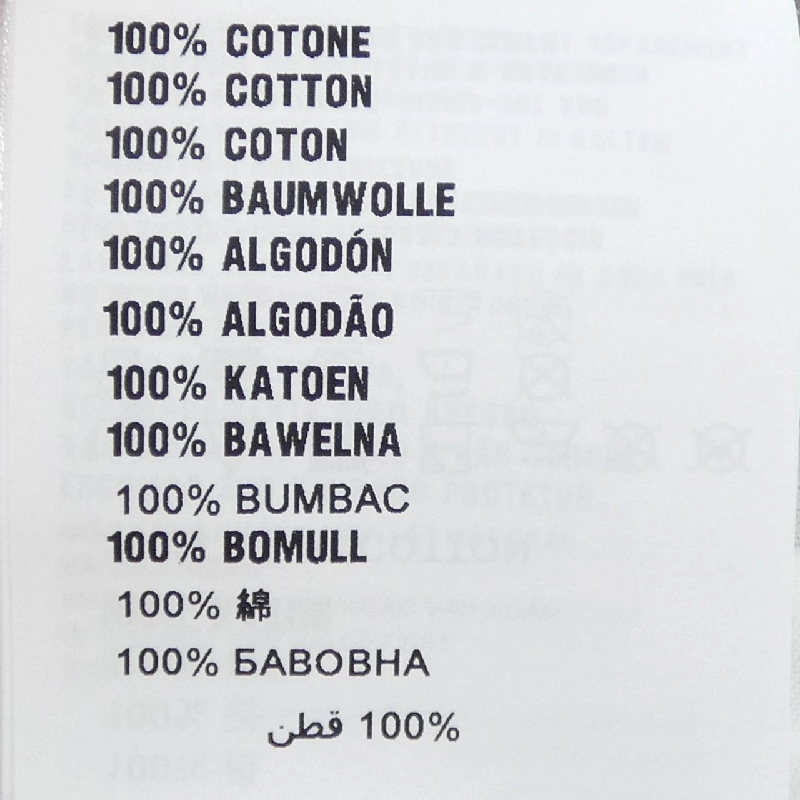 100% COTONE
100% COTTON
100% COTON
100% BAUMWOLLE
100% ALGODÓN
100% ALGODÃO
100% KATOEN
100% BAWELNA
100% BUMBAC
100% BOMULL
100% 綿
100% БАВОВНА
100% قطن